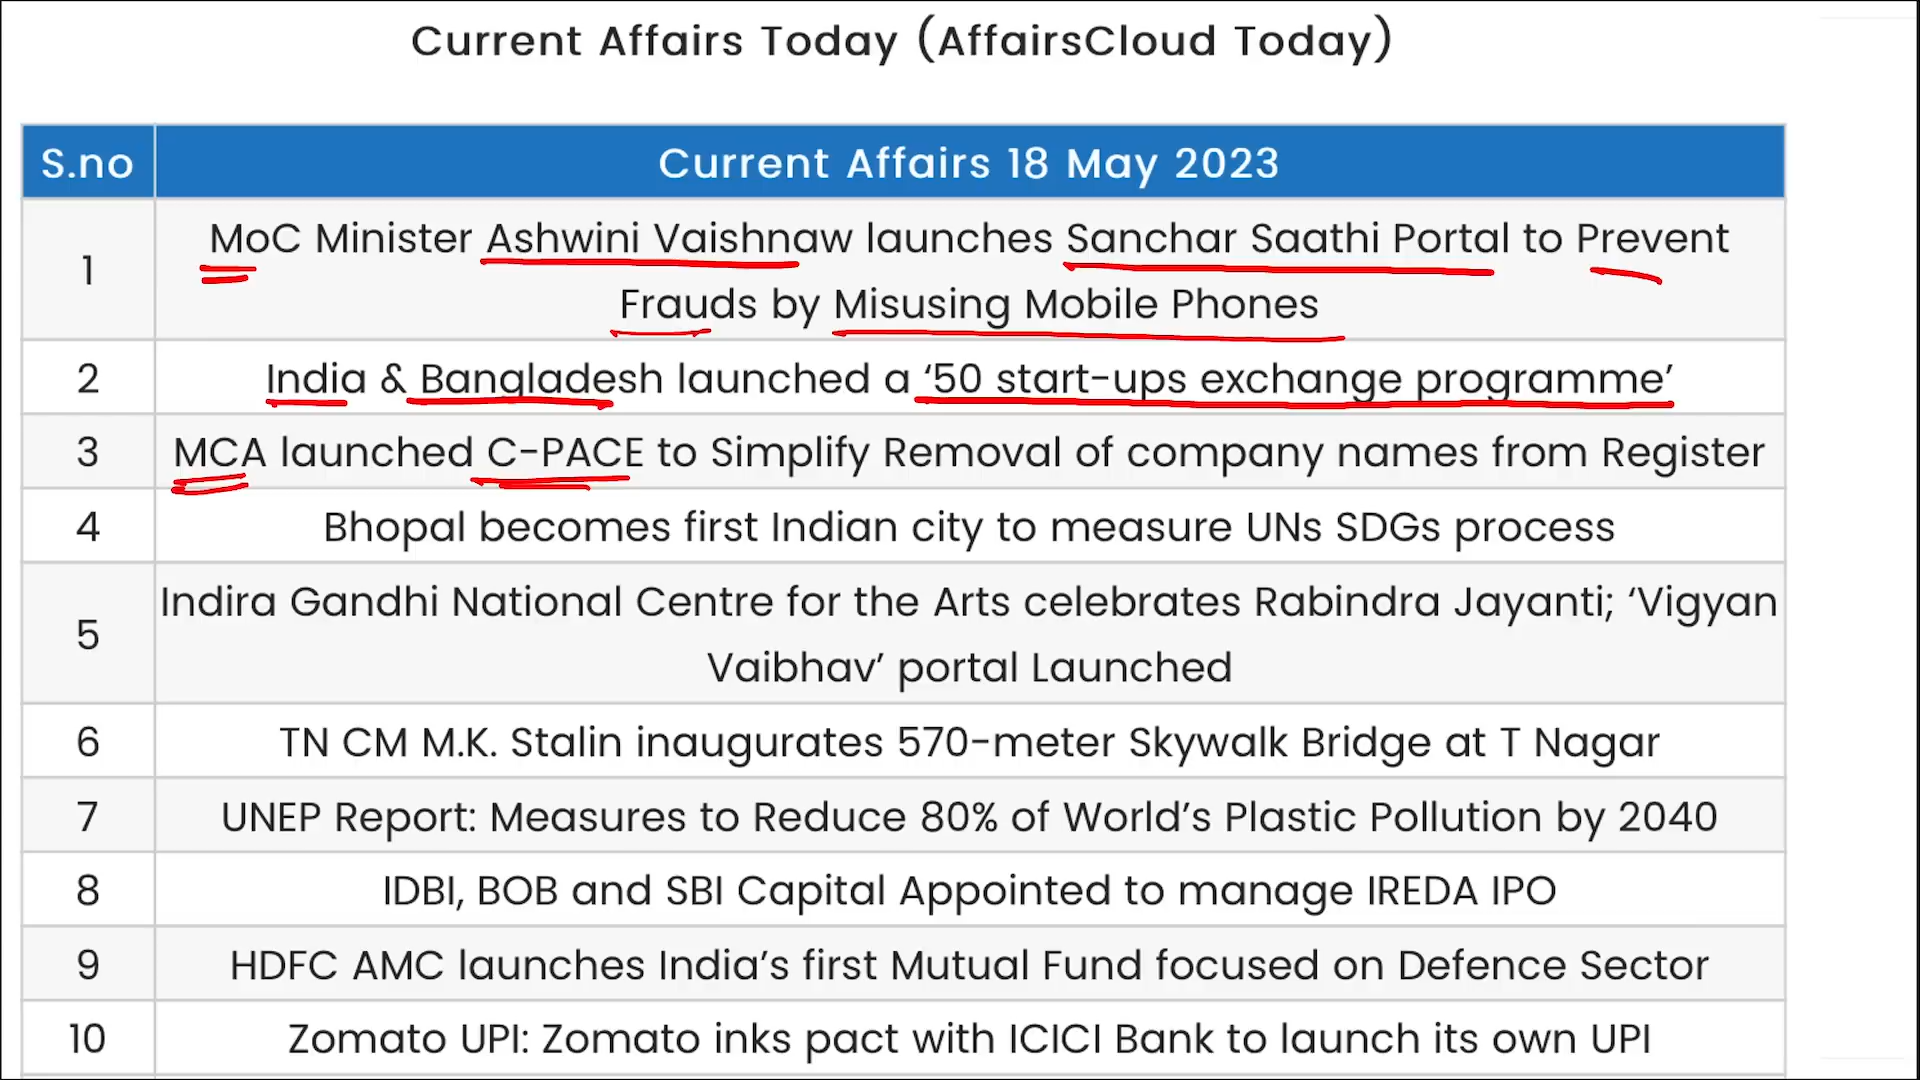 Current Affairs Today (AffairsCloud Today)
S.no
Current Affairs 18 May 2023
1
MoC Minister Ashwini Vaishnaw launches Sanchar Saathi Portal to Prevent
Frauds by Misusing Mobile Phones
2
India & Bangladesh launched a ‘50 start-ups exchange programme’
3
MCA launched C-PACE to Simplify Removal of company names from Register
4
Bhopal becomes first Indian city to measure UNs SDGs process
5
Indira Gandhi National Centre for the Arts celebrates Rabindra Jayanti; ‘Vigyan
Vaibhav’ portal Launched
6
TN CM M.K. Stalin inaugurates 570-meter Skywalk Bridge at T Nagar
7
UNEP Report: Measures to Reduce 80% of World’s Plastic Pollution by 2040
8
IDBI, BOB and SBI Capital Appointed to manage IREDA IPO
9
HDFC AMC launches India’s first Mutual Fund focused on Defence Sector
10
Zomato UPI: Zomato inks pact with ICICI Bank to launch its own UPI